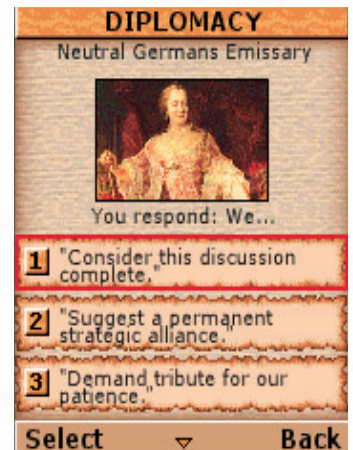 DIPLOMACY
Neutral Germans Emissary
You respond: We...
1 "Consider this discussion
complete."
2 "Suggest a permanent
strategic alliance."
3 "Demand tribute for our
patience."
Select Back